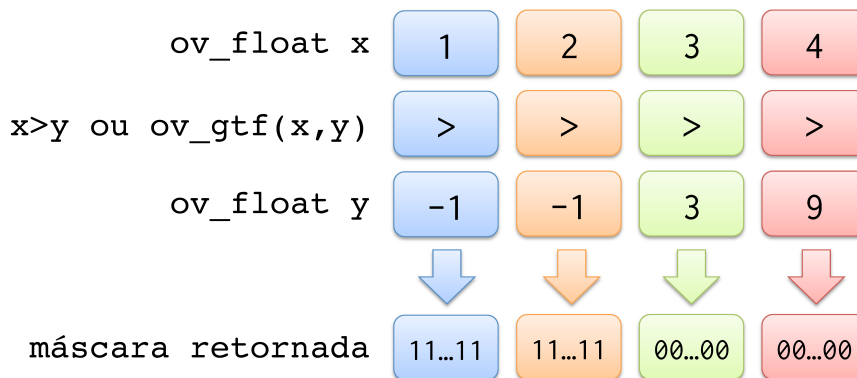 ov_float x 1 2 3 4
x>y ou ov_gtf(x,y) > > > >
ov_float y -1 -1 3 9
máscara retornada 11…11 11…11 00…00 00…00